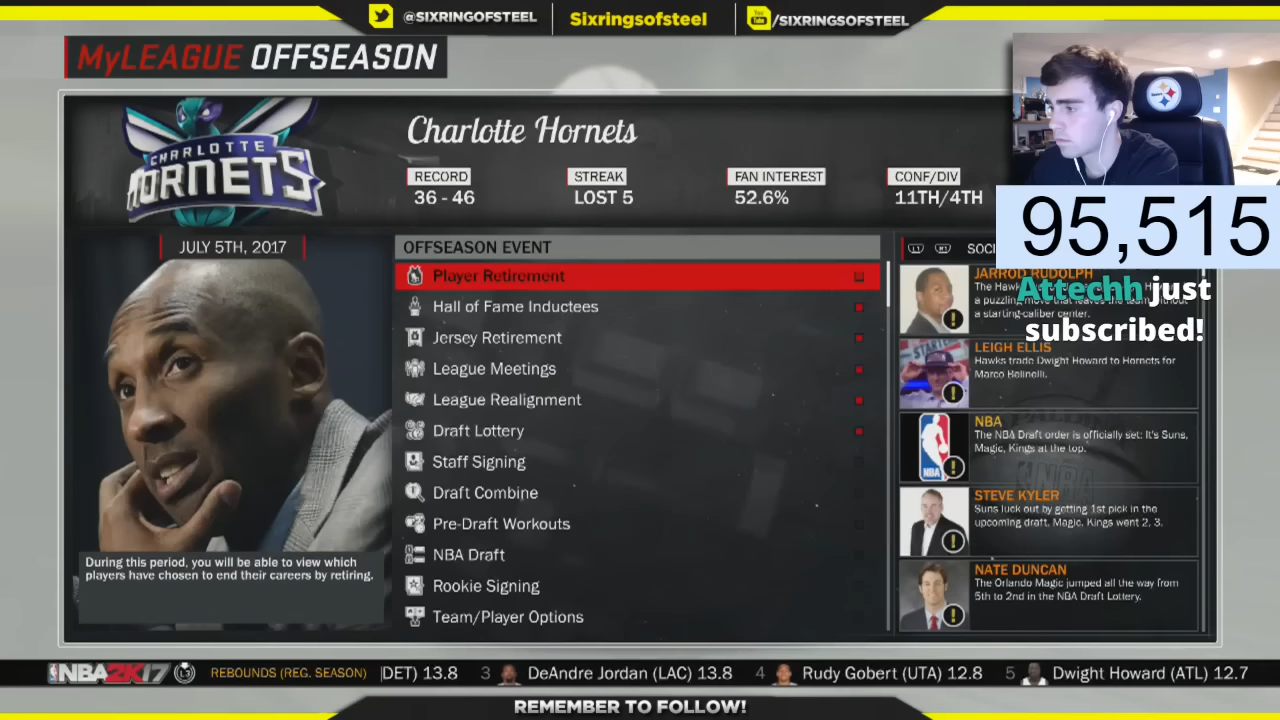 @SIXRINGSOFSTEEL
Sixringsofsteel
You Tube
/SIXRINGSOFSTEEL
MyLEAGUE OFFSEASON
CHARLOTTE
HORNETS
Charlotte Hornets
RECORD
36 - 46
STREAK
LOST 5
FAN INTEREST
52.6%
CONF/DIV
11TH/4TH
95,515
Attechh just
subscribed!
JULY 5TH, 2017
During this period, you will be able to view which
players have chosen to end their careers by retiring.
OFFSEASON EVENT
Player Retirement
Hall of Fame Inductees
Jersey Retirement
League Meetings
League Realignment
Draft Lottery
Staff Signing
Draft Combine
Pre-Draft Workouts
NBA Draft
Rookie Signing
Team/Player Options
L1 R1 SOCI
JARROD RUDOLPH
The Hawk
a puzzling move that leaves the team without
a starting-caliber center.
LEIGH ELLIS
Hawks trade Dwight Howard to Hornets for
Marco Belinelli.
NBA
The NBA Draft order is officially set: It's Suns,
Magic, Kings at the top.
STEVE KYLER
Suns luck out by getting 1st pick in the
upcoming draft. Magic, Kings went 2, 3.
NATE DUNCAN
The Orlando Magic jumped all the way from
5th to 2nd in the NBA Draft Lottery.
NBA2K17
REBOUNDS (REG. SEASON)
(DET) 13.8 3 DeAndre Jordan (LAC) 13.8 4 Rudy Gobert (UTA) 12.8 5 Dwight Howard (ATL) 12.7
REMEMBER TO FOLLOW!